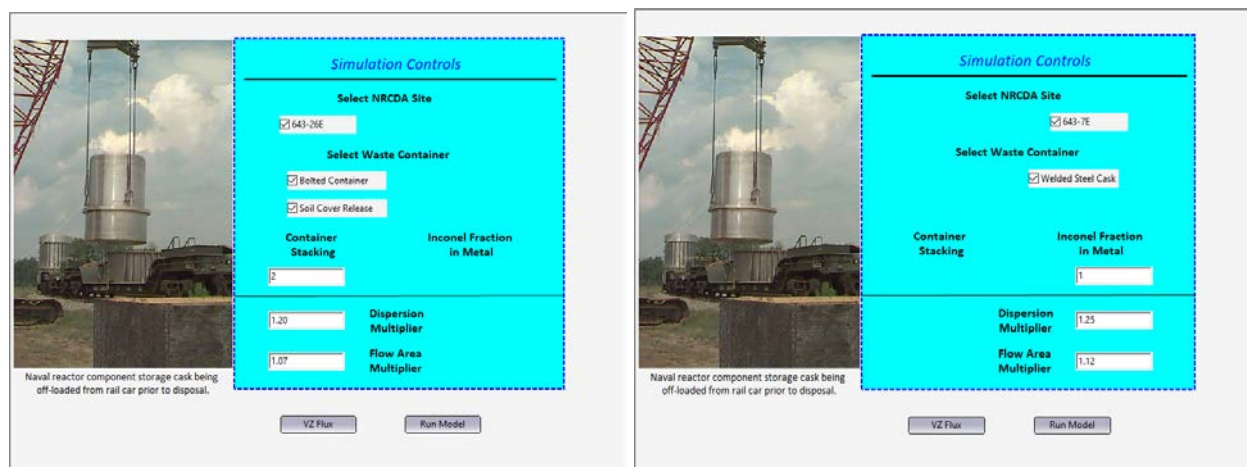 Simulation Controls
Select NRCDA Site
643-26E
Select Waste Container
Bolted Container
Soil Cover Release
Container
Stacking
Inconel Fraction
in Metal
2
1.20
Dispersion
Multiplier
1.07
Flow Area
Multiplier
Naval reactor component storage cask being
off-loaded from rail car prior to disposal.
VZ Flux
Run Model
Simulation Controls
Select NRCDA Site
643-7E
Select Waste Container
Welded Steel Cask
Container
Stacking
Inconel Fraction
in Metal
1
Dispersion
Multiplier
1.25
Flow Area
Multiplier
1.12
Naval reactor component storage cask being
off-loaded from rail car prior to disposal.
VZ Flux
Run Model